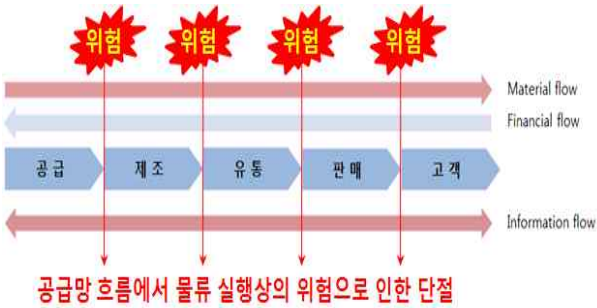 위험 위험 위험 위험
Material flow
Financial flow
공급 제조 유통 판매 고객
Information flow
공급망 흐름에서 물류 실행상의 위험으로 인한 단절